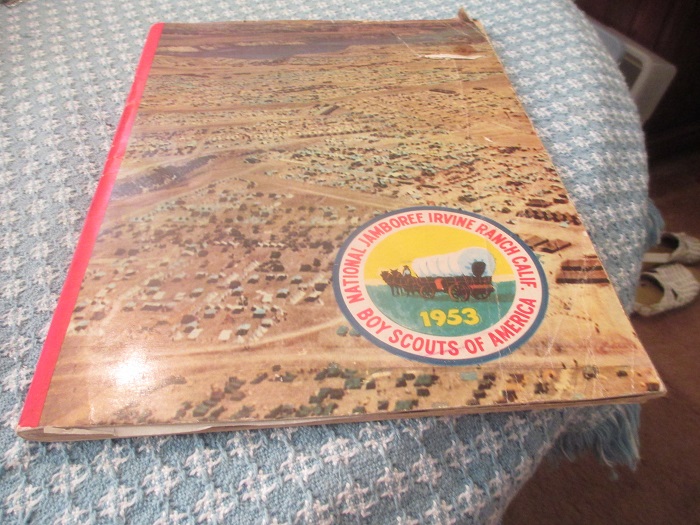 NATIONAL JAMBOREE IRVINE RANCH CALIF.
1953
BOY SCOUTS OF AMERICA